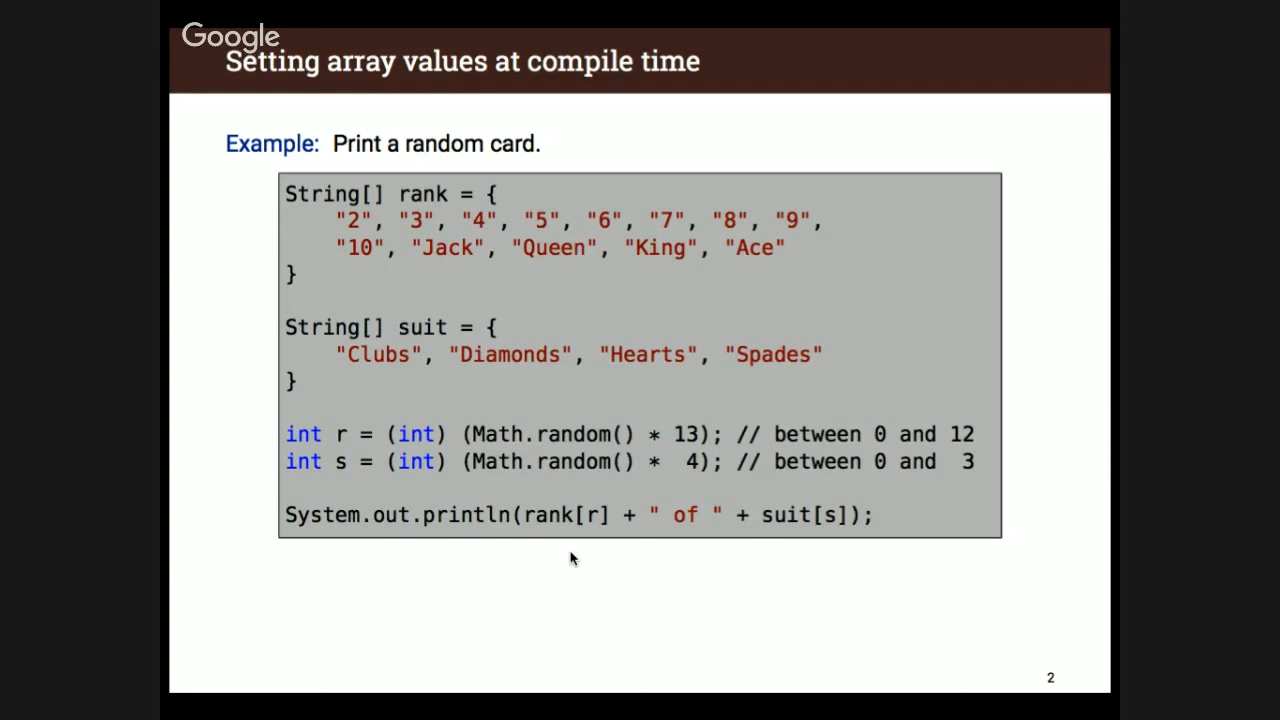 Google
Setting array values at compile time
Example: Print a random card.
String[] rank = {
"2", "3", "4", "5", "6", "7", "8", "9",
"10", "Jack", "Queen", "King", "Ace"
}
String[] suit = {
"Clubs", "Diamonds", "Hearts", "Spades"
}
int r = (int) (Math.random() * 13); // between 0 and 12
int s = (int) (Math.random() *  4); // between 0 and  3
System.out.println(rank[r] + " of " + suit[s]);
2